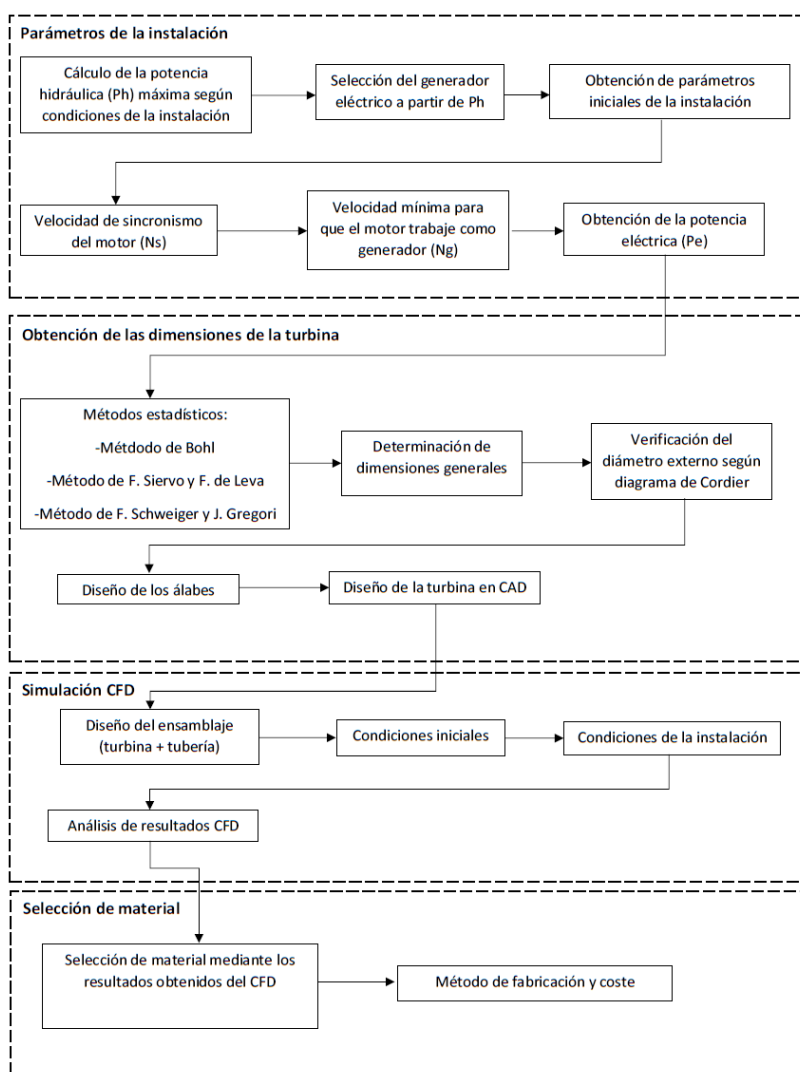 Parámetros de la instalación
Cálculo de la potencia
hidráulica (Ph) máxima según
condiciones de la instalación
Selección del generador
eléctrico a partir de Ph
Obtención de parámetros
iniciales de la instalación
Velocidad de sincronismo
del motor (Ns)
Velocidad mínima para
que el motor trabaje como
generador (Ng)
Obtención de la potencia
eléctrica (Pe)
Obtención de las dimensiones de la turbina
Métodos estadísticos:
-Métdodo de Bohl
-Método de F. Siervo y F. de Leva
-Método de F. Schweiger y J. Gregori
Determinación de
dimensiones generales
Verificación del
diámetro externo según
diagrama de Cordier
Diseño de los álabes
Diseño de la turbina en CAD
Simulación CFD
Diseño del ensamblaje
(turbina + tubería)
Condiciones iniciales
Condiciones de la instalación
Análisis de resultados CFD
Selección de material
Selección de material mediante los
resultados obtenidos del CFD
Método de fabricación y coste